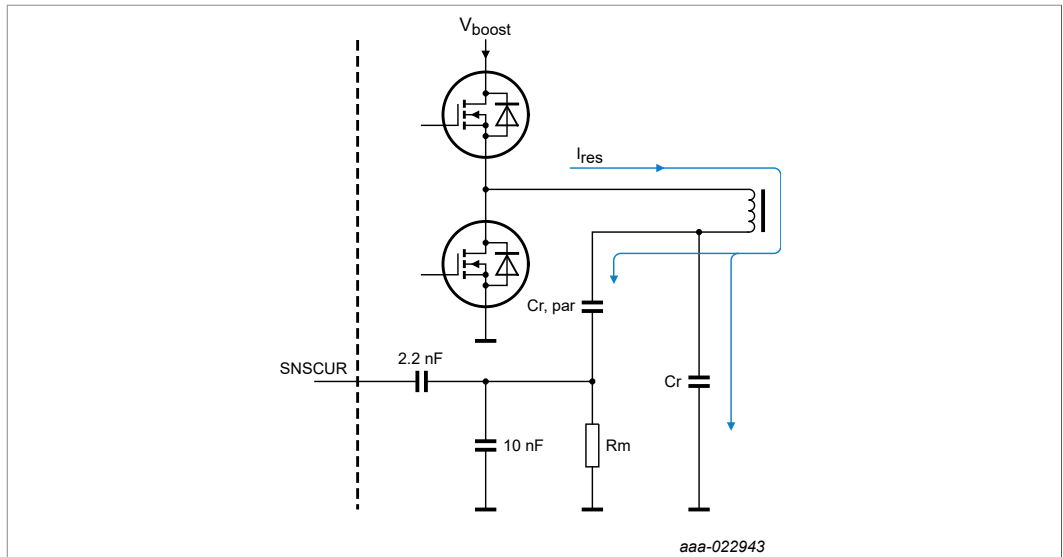 Vboost
Ires
Cr, par
2.2 nF
SNSCUR
Cr
10 nF
Rm
aaa-022943